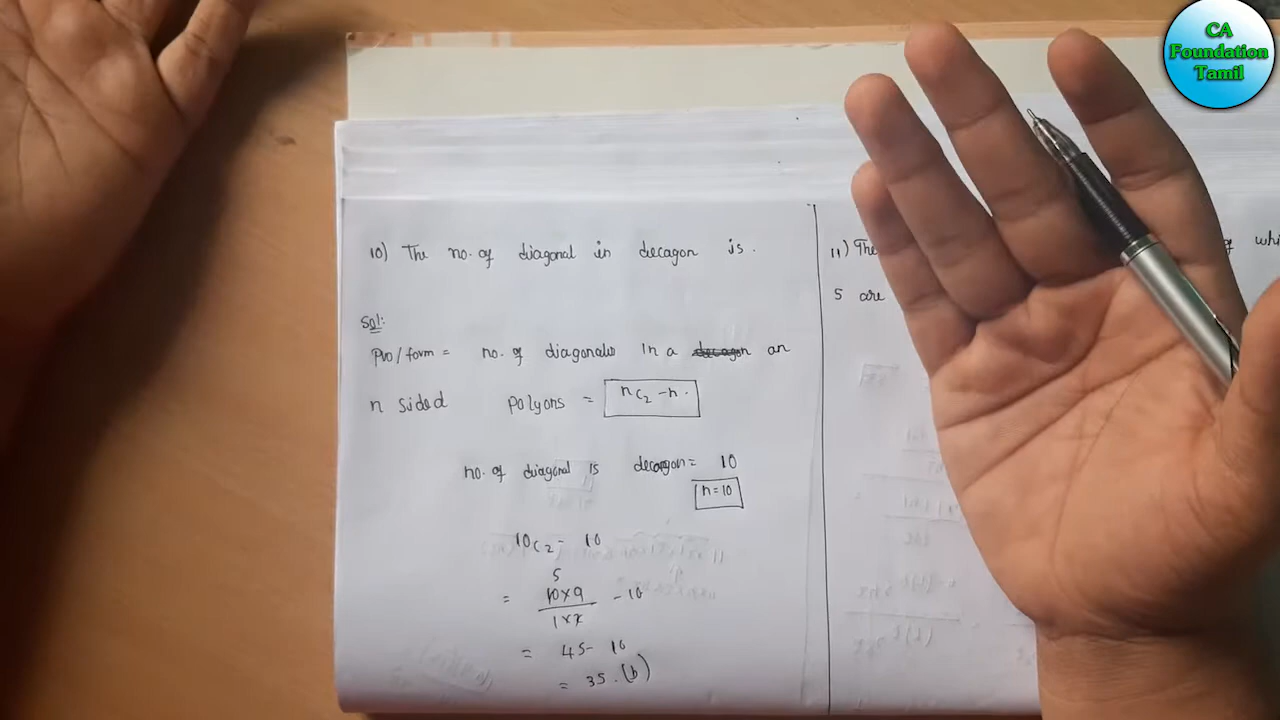 CA
Foundation
Tamil
10) The no. of diagonal in decagon is.
Sol:
Pro/form = no. of diagonals in a decagon an
n sided polyons = nC2 - n.
no. of diagonal is decagon = 10
n=10
10C2 - 10
5
= 10×9 - 10
1×2
= 45 - 10
= 35. (b)
11) The
5 are